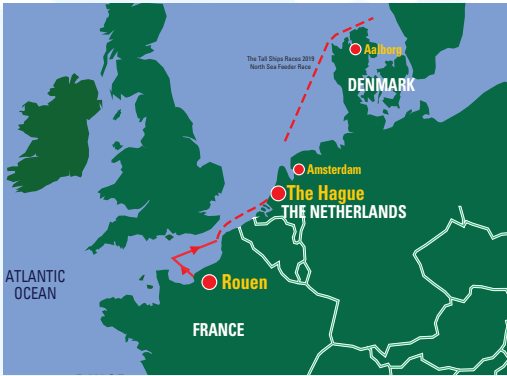 The Tall Ships Races 2019
North Sea Feeder Race
Aalborg
DENMARK
Amsterdam
The Hague
THE NETHERLANDS
ATLANTIC
OCEAN
Rouen
FRANCE